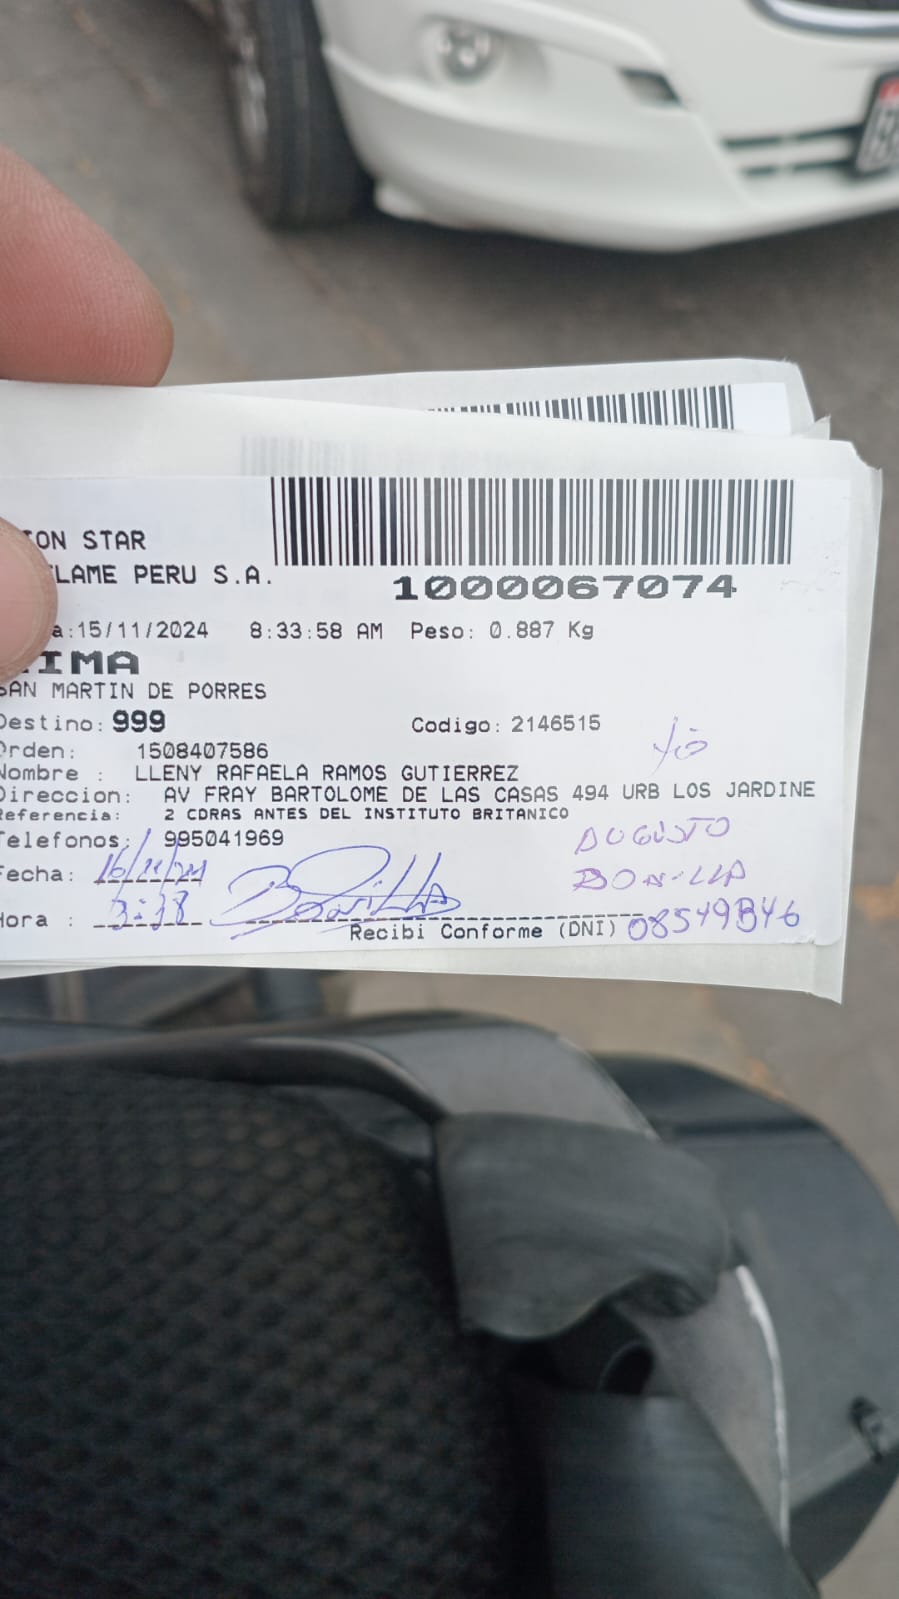 ION STAR
LAME PERU S.A.
1000067074
a:15/11/2024 8:33:58 AM Peso: 0.887 Kg
IMA
SAN MARTIN DE PORRES
Destino: 999 Codigo: 2146515
Orden: 1508407586
Nombre : LLENY RAFAELA RAMOS GUTIERREZ
Direccion: AV FRAY BARTOLOME DE LAS CASAS 494 URB LOS JARDINE
Referencia: 2 CDRAS ANTES DEL INSTITUTO BRITANICO
Telefonos: 995041969
AUGUSTO
Fecha: 16/11/24
BONILLA
Hora : 3:38
Recibi Conforme (DNI) 08549846